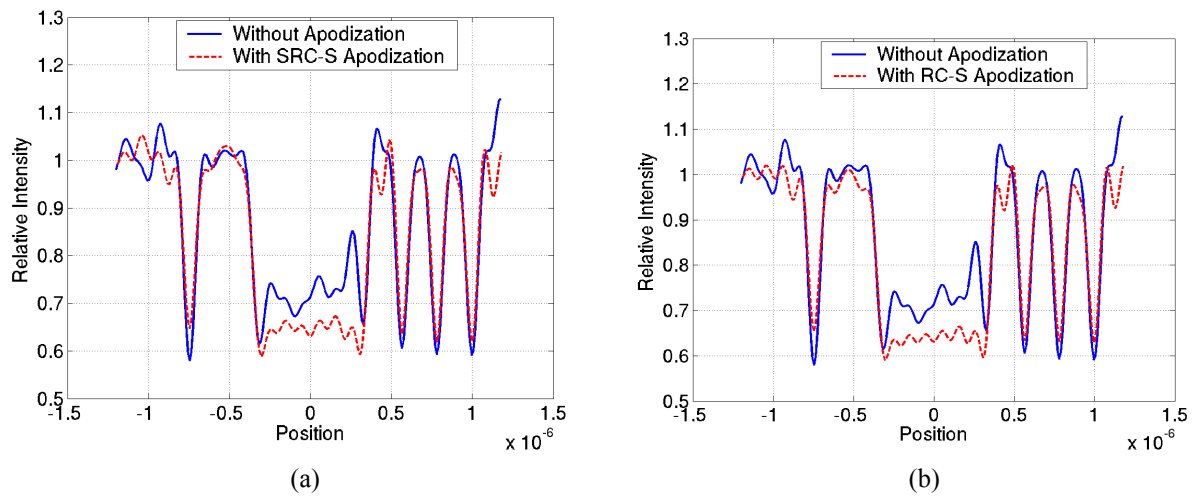 1.3
1.2
1.1
1
0.9
0.8
0.7
0.6
0.5
Relative Intensity
Without Apodization
With SRC-S Apodization
-1.5
-1
-0.5
0
0.5
1
1.5
Position
x 10⁻⁶
(a)
1.3
1.2
1.1
1
0.9
0.8
0.7
0.6
0.5
Relative Intensity
Without Apodization
With RC-S Apodization
-1.5
-1
-0.5
0
0.5
1
1.5
Position
x 10⁻⁶
(b)